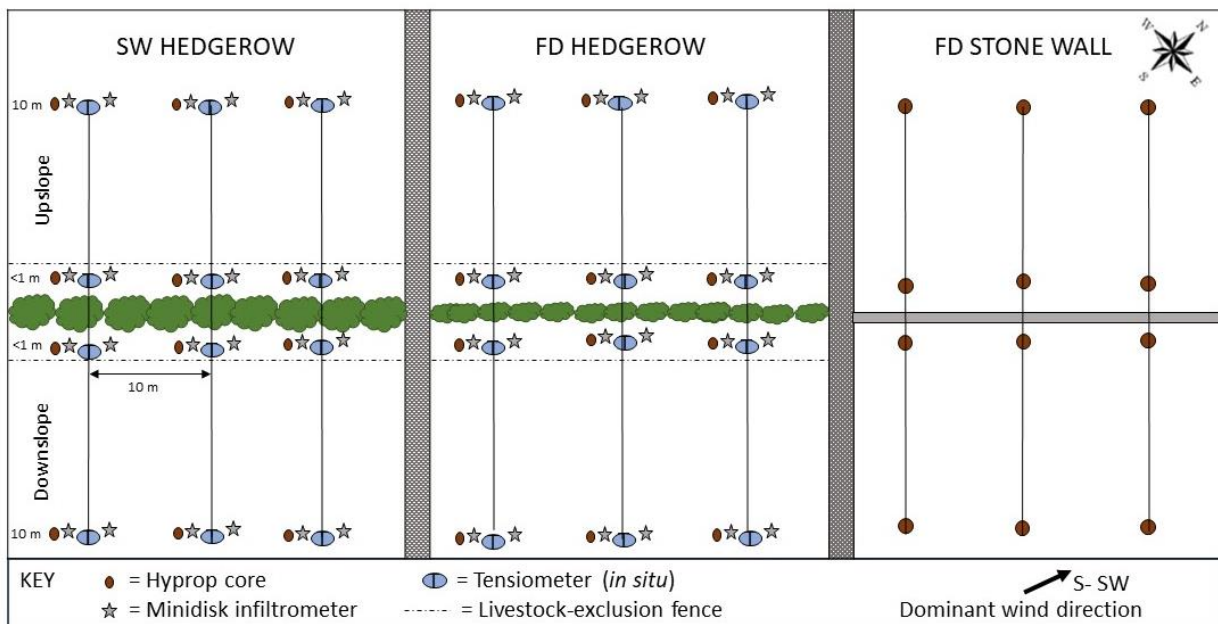 SW HEDGEROW
FD HEDGEROW
FD STONE WALL
W
N
S
E
10 m
Upslope
<1 m
<1 m
10 m
Downslope
10 m
KEY
= Hyprop core
= Tensiometer (in situ)
S- SW
= Minidisk infiltrometer
= Livestock-exclusion fence
Dominant wind direction